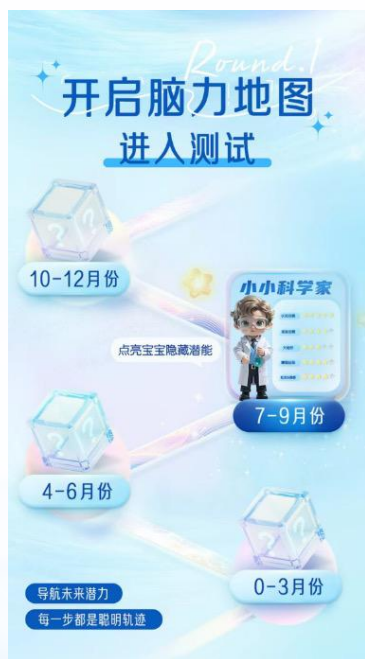 Round.1
开启脑力地图
进入测试
10-12月份
小小科学家
点亮宝宝隐藏潜能
7-9月份
4-6月份
0-3月份
导航未来潜力
每一步都是聪明轨迹